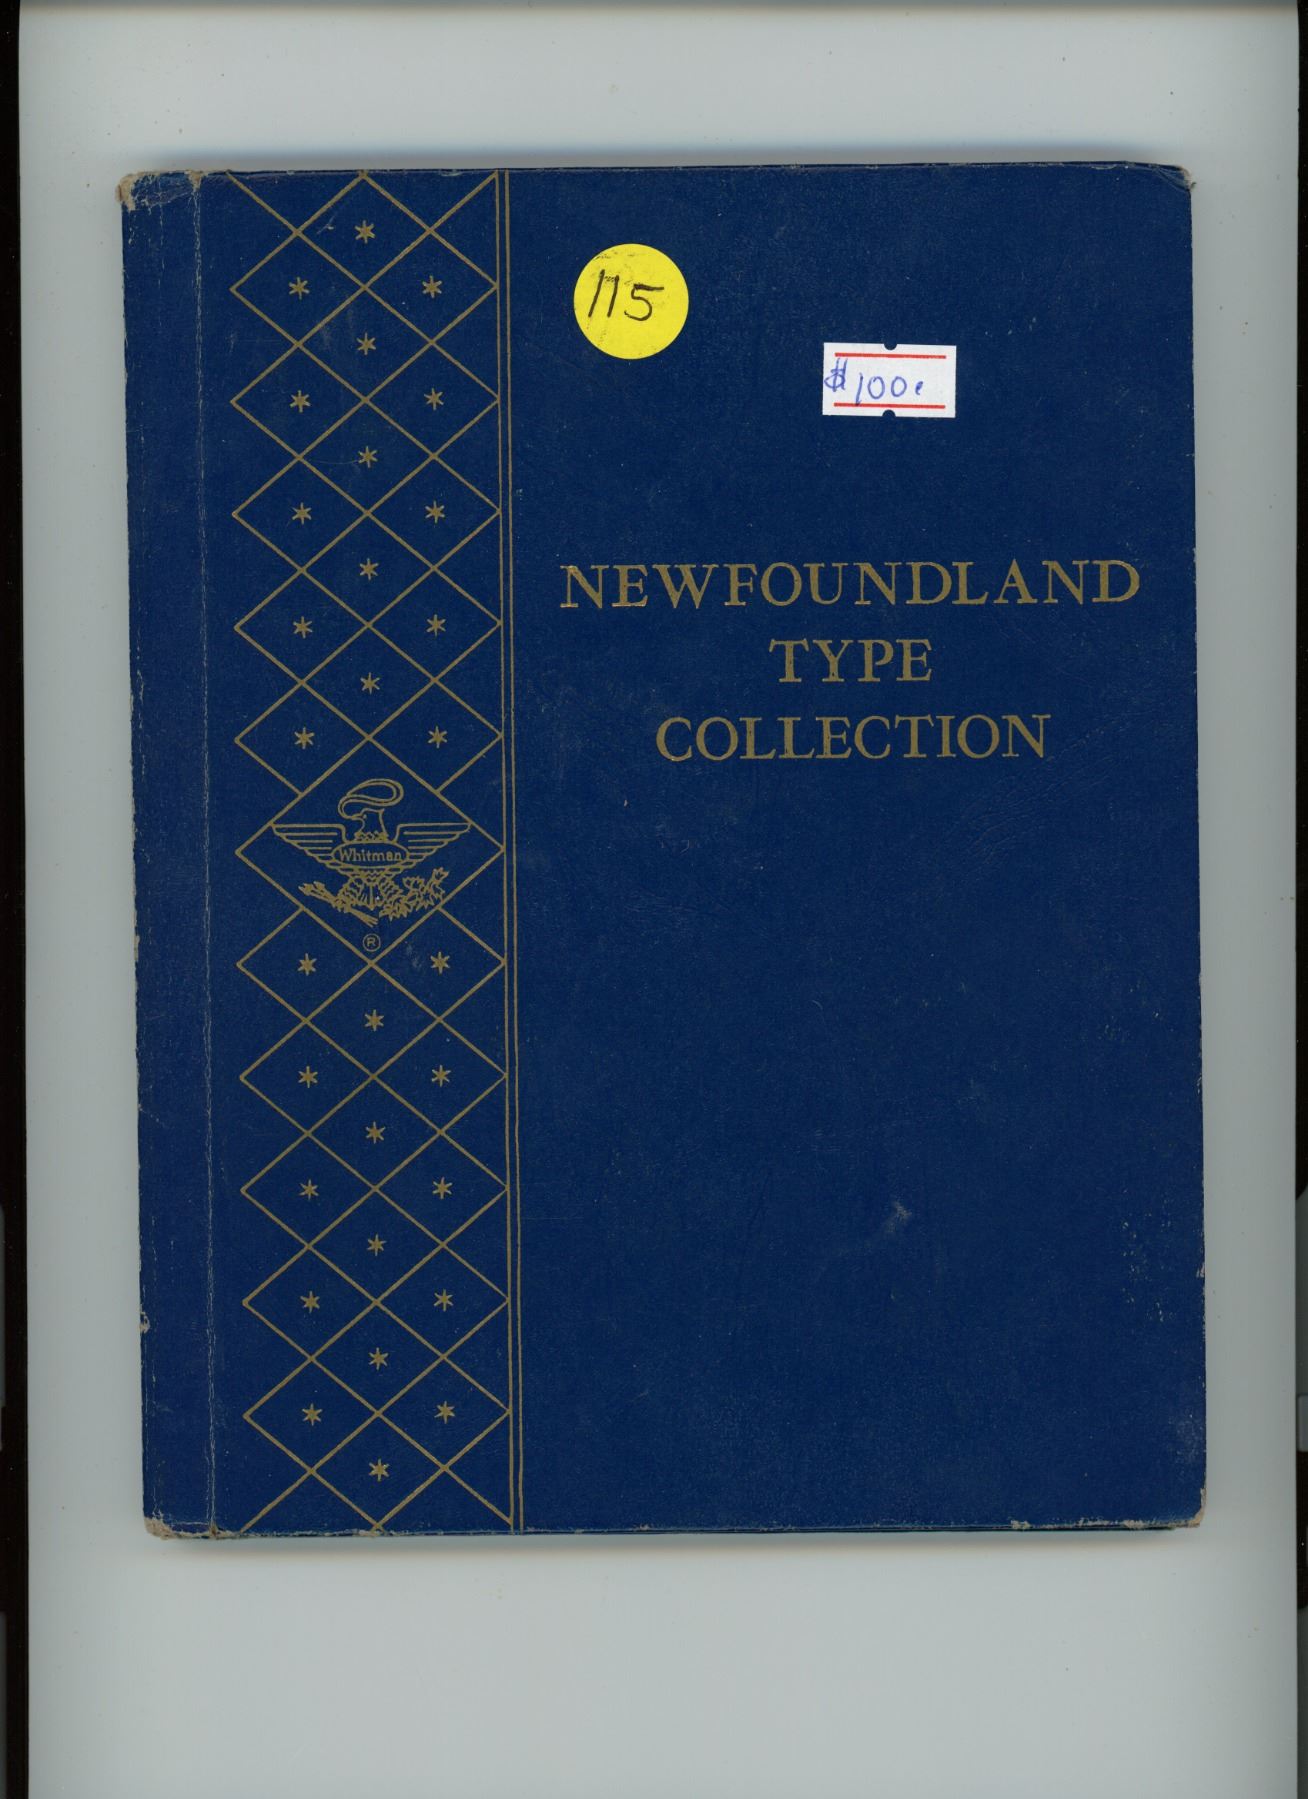 115
$100.
NEWFOUNDLAND
TYPE
COLLECTION
Whitman
®